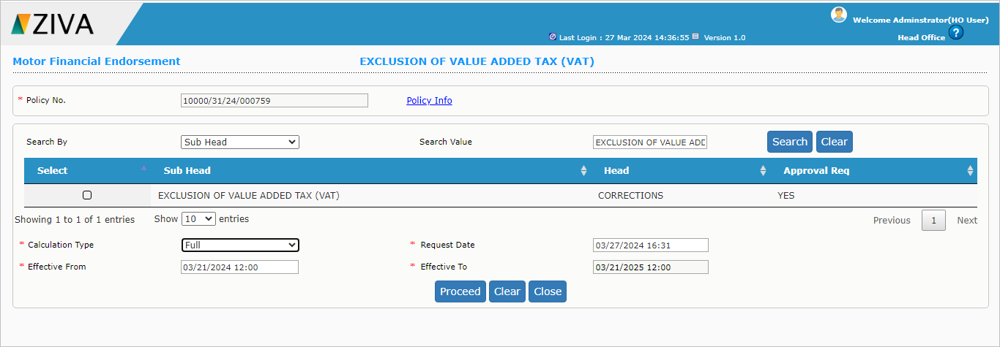 ZIVA
Welcome Adminstrator(HO User)
Last Login : 27 Mar 2024 14:36:55 Version 1.0
Head Office ?
Motor Financial Endorsement EXCLUSION OF VALUE ADDED TAX (VAT)
* Policy No. 10000/31/24/000759 Policy Info
Search By Sub Head Search Value EXCLUSION OF VALUE ADD Search Clear
Select Sub Head Head Approval Req
EXCLUSION OF VALUE ADDED TAX (VAT) CORRECTIONS YES
Showing 1 to 1 of 1 entries Show 10 entries Previous 1 Next
* Calculation Type Full * Request Date 03/27/2024 16:31
* Effective From 03/21/2024 12:00 * Effective To 03/21/2025 12:00
Proceed Clear Close